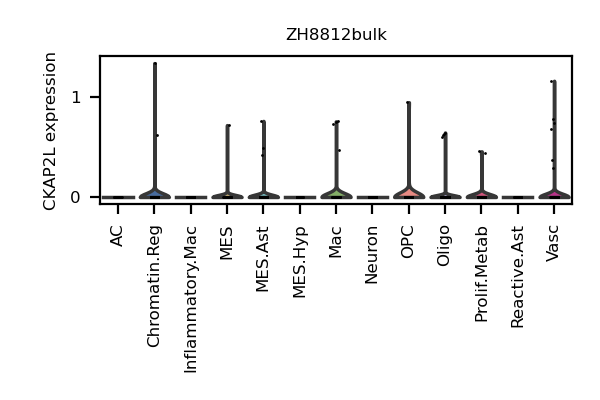 ZH8812bulk
CKAP2L expression
1
0
AC
Chromatin.Reg
Inflammatory.Mac
MES
MES.Ast
MES.Hyp
Mac
Neuron
OPC
Oligo
Prolif.Metab
Reactive.Ast
Vasc